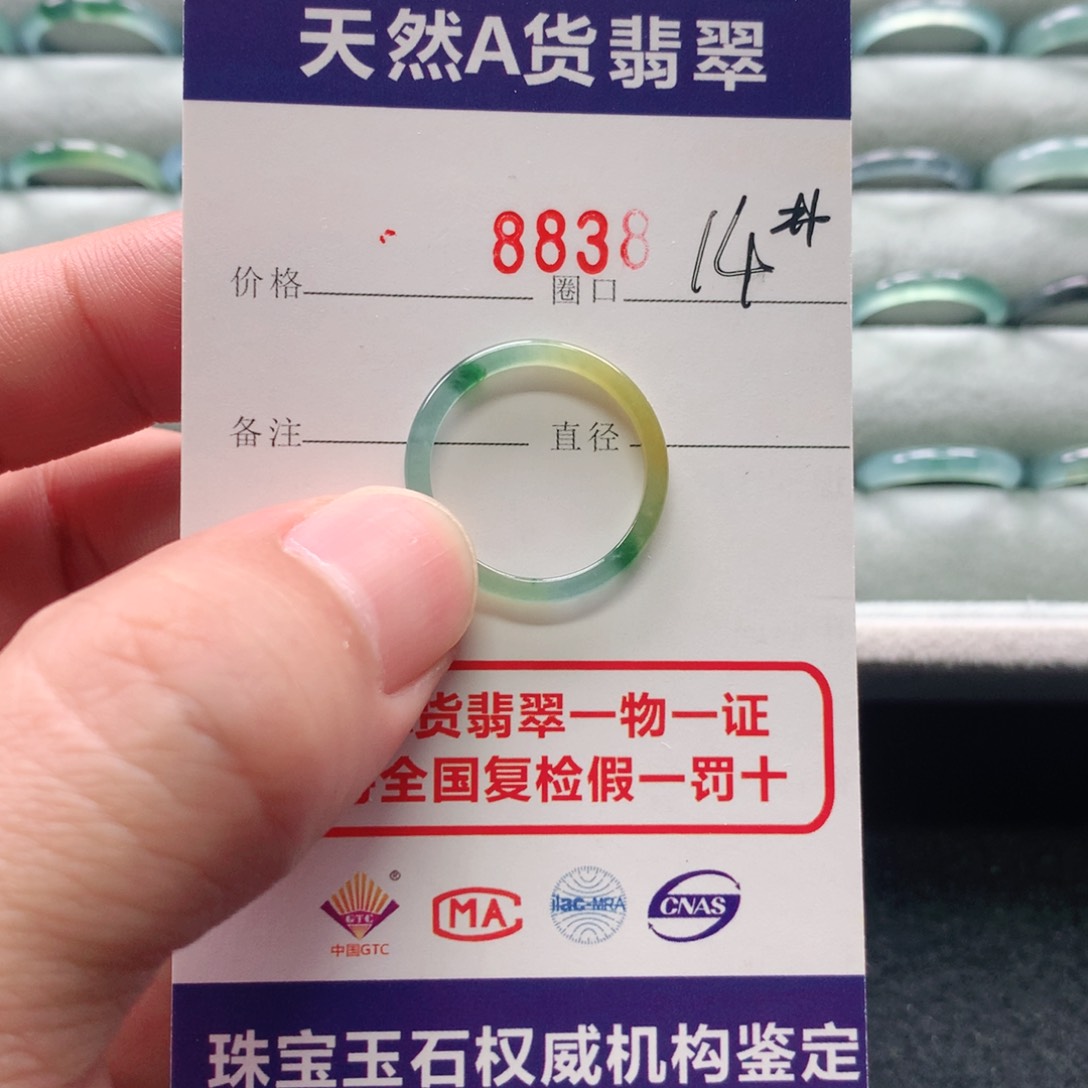 天然A货翡翠
8838 14#
价格 圈口
备注 直径
货翡翠一物一证
全国复检假一罚十
GTC ® MA ilac-MRA CNAS
中国GTC
珠宝玉石权威机构鉴定